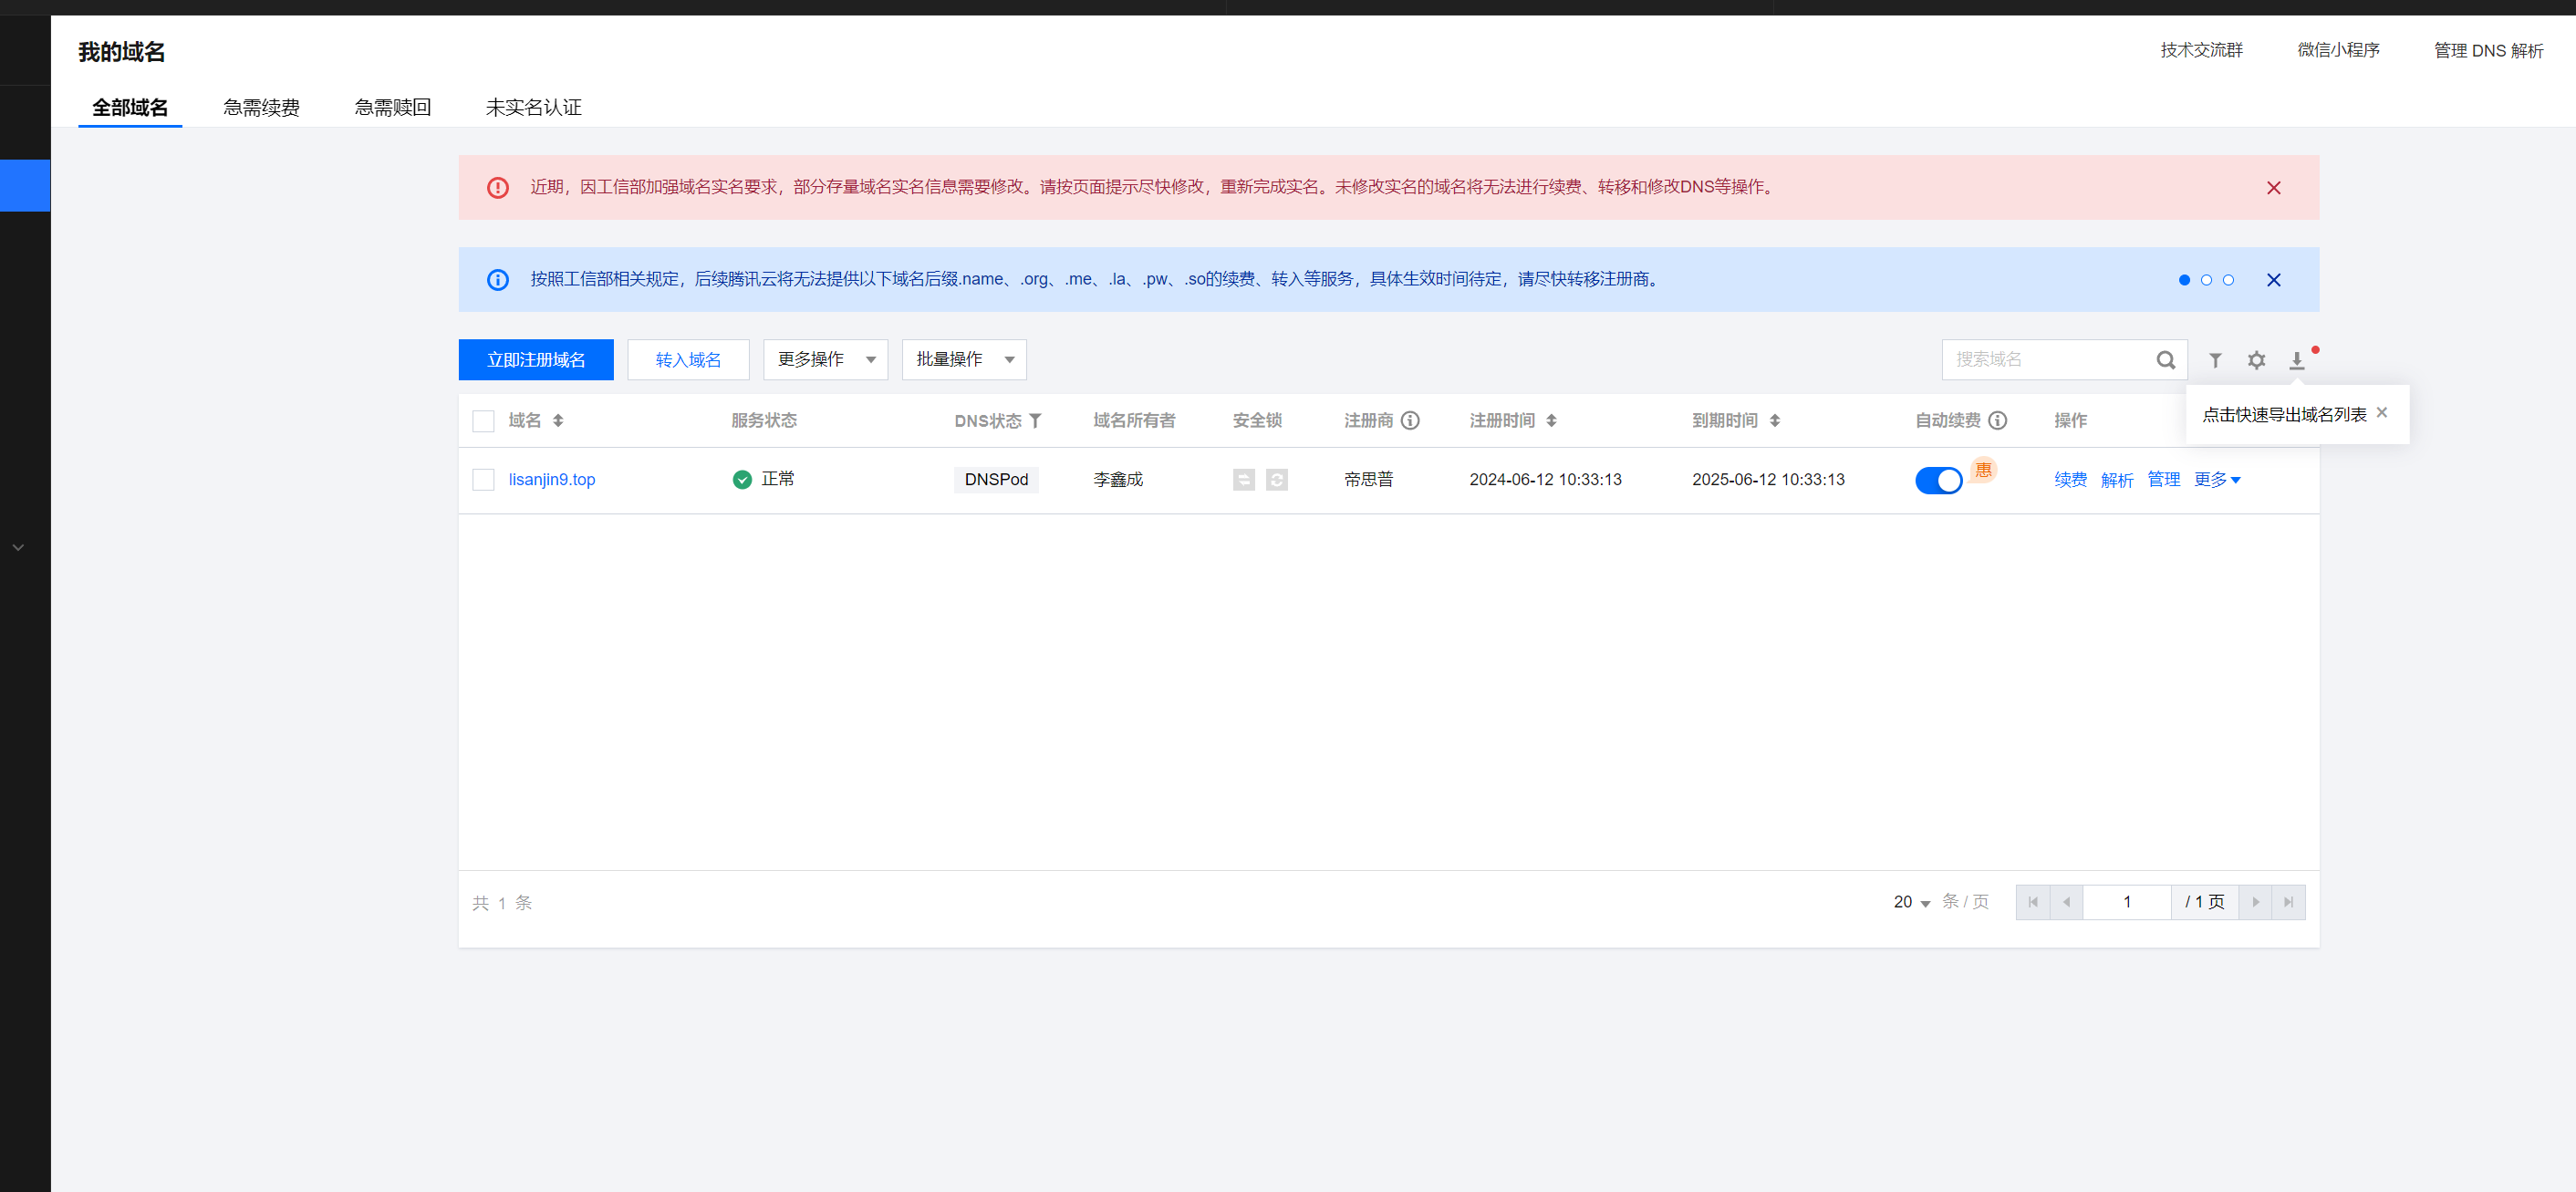 我的域名
技术交流群
微信小程序
管理 DNS 解析
全部域名
急需续费
急需赎回
未实名认证
近期，因工信部加强域名实名要求，部分存量域名实名信息需要修改。请按页面提示尽快修改，重新完成实名。未修改实名的域名将无法进行续费、转移和修改DNS等操作。
按照工信部相关规定，后续腾讯云将无法提供以下域名后缀.name、.org、.me、.la、.pw、.so的续费、转入等服务，具体生效时间待定，请尽快转移注册商。
立即注册域名
转入域名
更多操作
批量操作
搜索域名
点击快速导出域名列表
域名 服务状态 DNS状态 域名所有者 安全锁 注册商 注册时间 到期时间 自动续费 操作
lisanjin9.top 正常 DNSPod 李鑫成 帝思普 2024-06-12 10:33:13 2025-06-12 10:33:13 惠 续费 解析 管理 更多
共 1 条
20 条 / 页
1 / 1 页